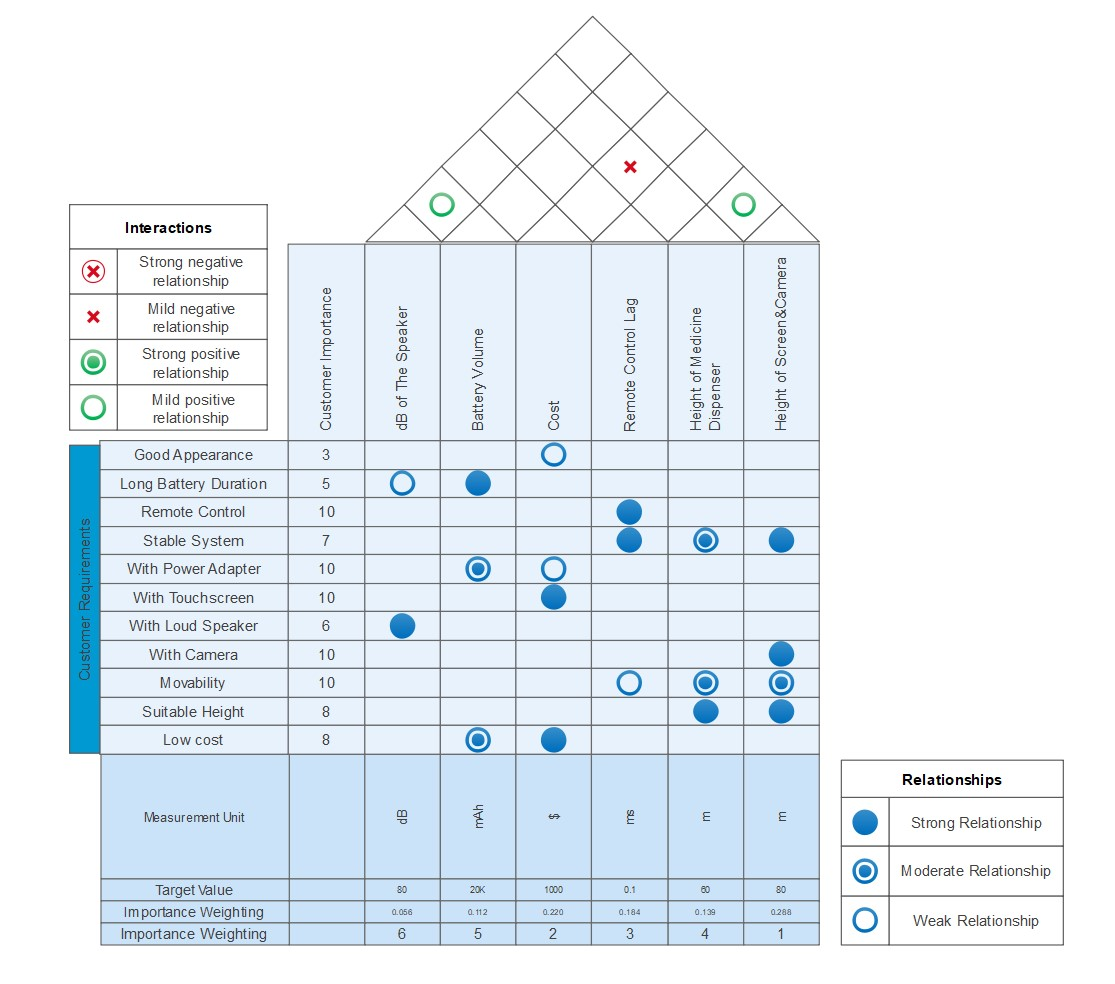 Interactions
Strong negative
relationship
Mild negative
relationship
Strong positive
relationship
Mild positive
relationship
Customer Importance
dB of The Speaker
Battery Volume
Cost
Remote Control Lag
Height of Medicine
Dispenser
Height of Screen&Camera
Customer Requirements
Good Appearance 3
Long Battery Duration 5
Remote Control 10
Stable System 7
With Power Adapter 10
With Touchscreen 10
With Loud Speaker 6
With Camera 10
Movability 10
Suitable Height 8
Low cost 8
Measurement Unit dB mAh $ ms m m
Target Value 80 20K 1000 0.1 60 80
Importance Weighting 0.056 0.112 0.220 0.184 0.139 0.288
Importance Weighting 6 5 2 3 4 1
Relationships
Strong Relationship
Moderate Relationship
Weak Relationship